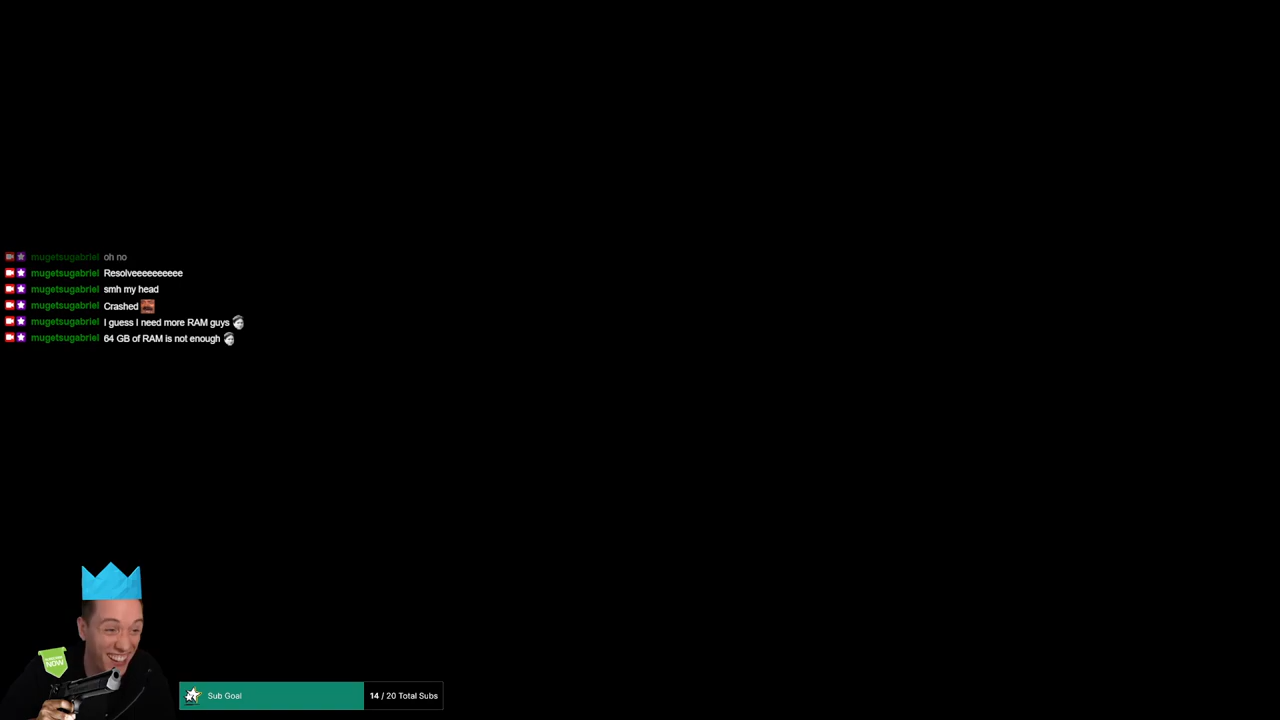 mugetsugabriel oh no
mugetsugabriel Resolveeeeeeeeee
mugetsugabriel smh my head
mugetsugabriel Crashed
mugetsugabriel I guess I need more RAM guys
mugetsugabriel 64 GB of RAM is not enough
NOW
Sub Goal 14 / 20 Total Subs